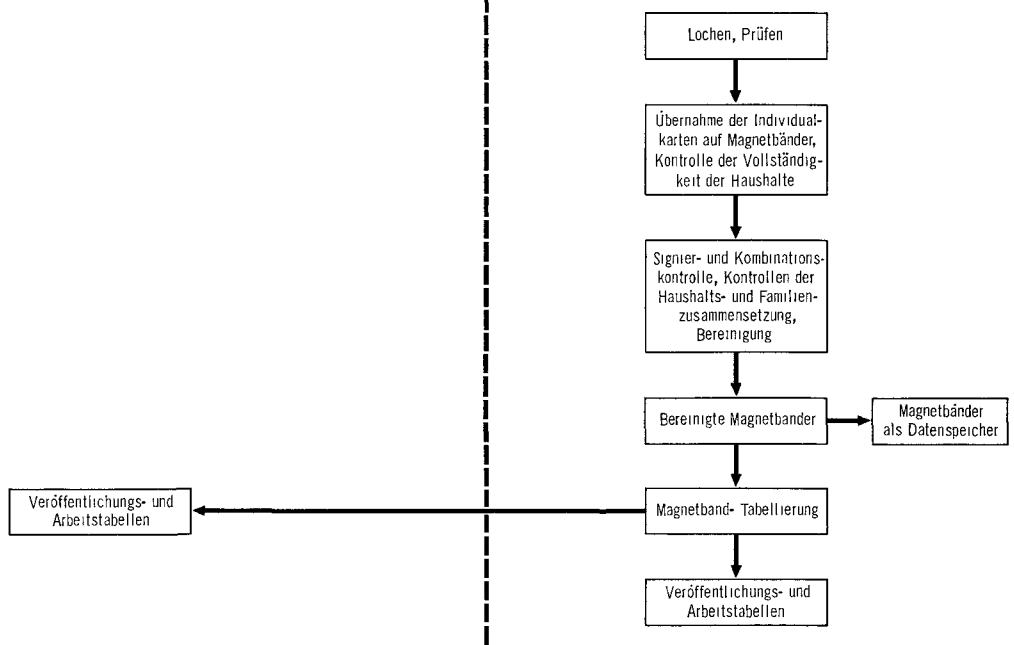 Lochen, Prüfen
Übernahme der Individual-
karten auf Magnetbänder,
Kontrolle der Vollständig-
keit der Haushalte
Signier- und Kombinations-
kontrolle, Kontrollen der
Haushalts- und Familien-
zusammensetzung,
Bereinigung
Bereinigte Magnetbander
Magnetbänder
als Datenspeicher
Veröffentlichungs- und
Arbeitstabellen
Magnetband- Tabellierung
Veröffentlichungs- und
Arbeitstabellen